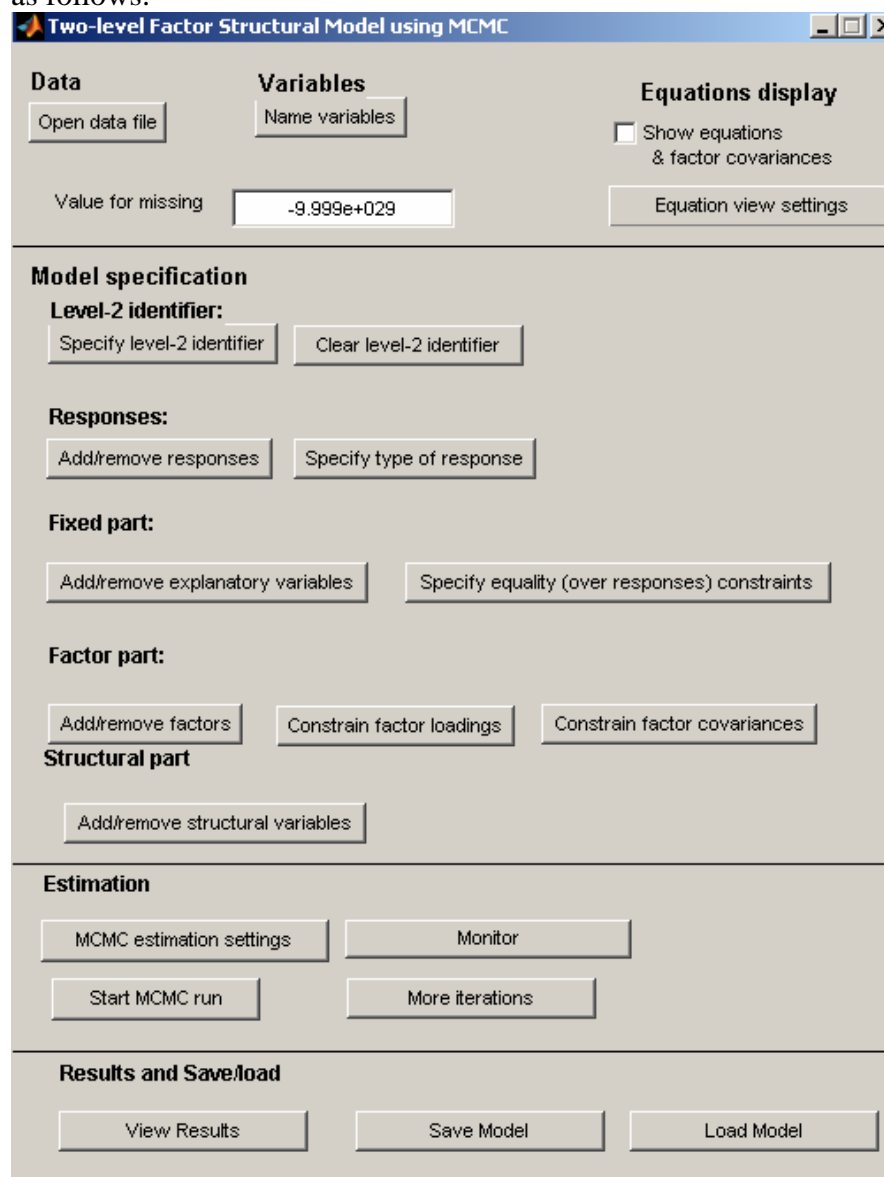 as follows:
Two-level Factor Structural Model using MCMC
Data
Variables
Equations display
Open data file
Name variables
Show equations
& factor covariances
Value for missing
-9.999e+029
Equation view settings
Model specification
Level-2 identifier:
Specify level-2 identifier
Clear level-2 identifier
Responses:
Add/remove responses
Specify type of response
Fixed part:
Add/remove explanatory variables
Specify equality (over responses) constraints
Factor part:
Add/remove factors
Constrain factor loadings
Constrain factor covariances
Structural part
Add/remove structural variables
Estimation
MCMC estimation settings
Monitor
Start MCMC run
More iterations
Results and Save/load
View Results
Save Model
Load Model